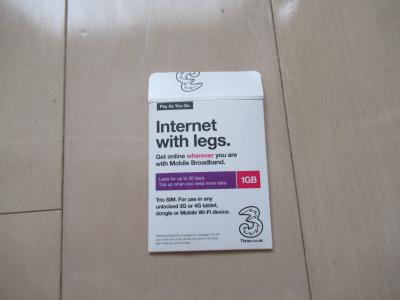 Pay As You Go
Internet
with legs.
Get online wherever you are
with Mobile Broadband.
Lasts for up to 30 days.
Top up when you need more data.
1GB
Trio SIM. For use in any
unlocked 3G or 4G tablet,
dongle or Mobile Wi-Fi device.
Three.co.uk